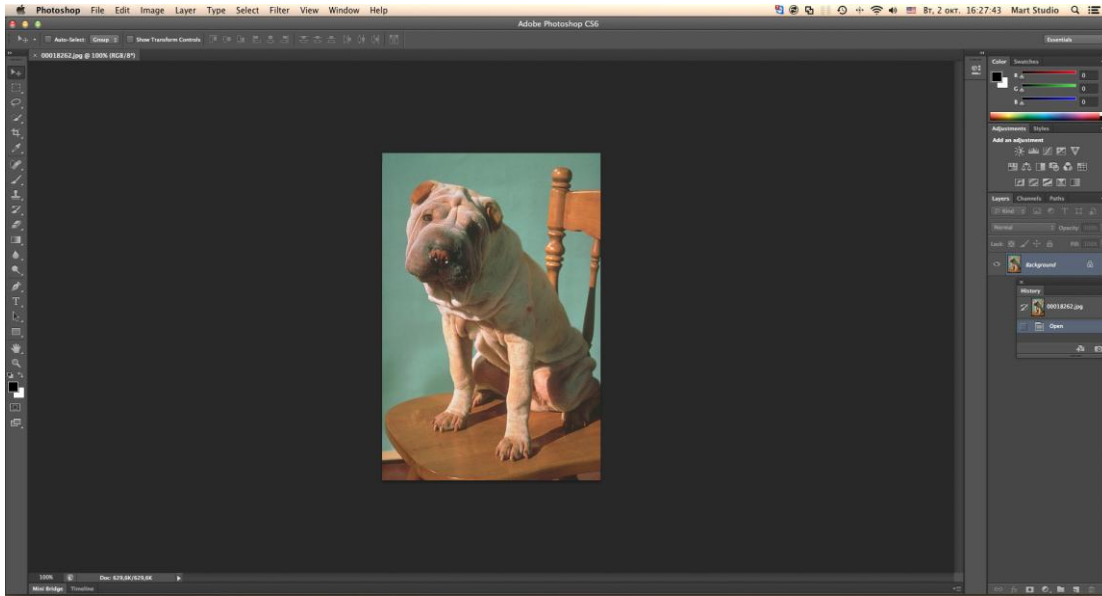 Photoshop File Edit Image Layer Type Select Filter View Window Help Вт, 2 окт. 16:27:43 Mart Studio
Adobe Photoshop CS6
Auto-Select: Group Show Transform Controls Essentials
× 00018262.jpg @ 100% (RGB/8*)
Color Swatches
R 0
G 0
B 0
Adjustments Styles
Add an adjustment
Layers Channels Paths
Kind
Normal Opacity:
Lock: Fill:
Background
History
00018262.jpg
Open
100% Doc: 629,8K/629,6K
Mini Bridge Timeline